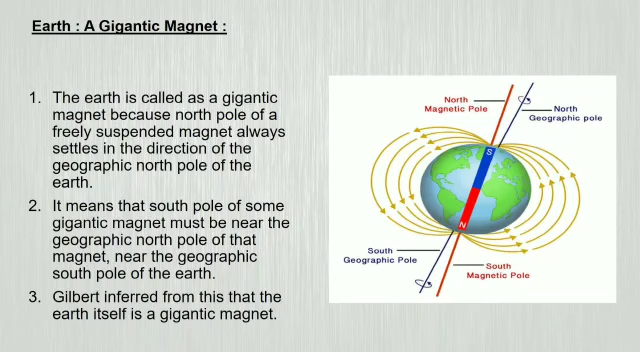 Earth : A Gigantic Magnet :
1. The earth is called as a gigantic
magnet because north pole of a
freely suspended magnet always
settles in the direction of the
geographic north pole of the
earth.
2. It means that south pole of some
gigantic magnet must be near the
geographic north pole of that
magnet, near the geographic
south pole of the earth.
3. Gilbert inferred from this that the
earth itself is a gigantic magnet.
North
Magnetic Pole
North
Geographic pole
S
N
South
Geographic Pole
South
Magnetic Pole